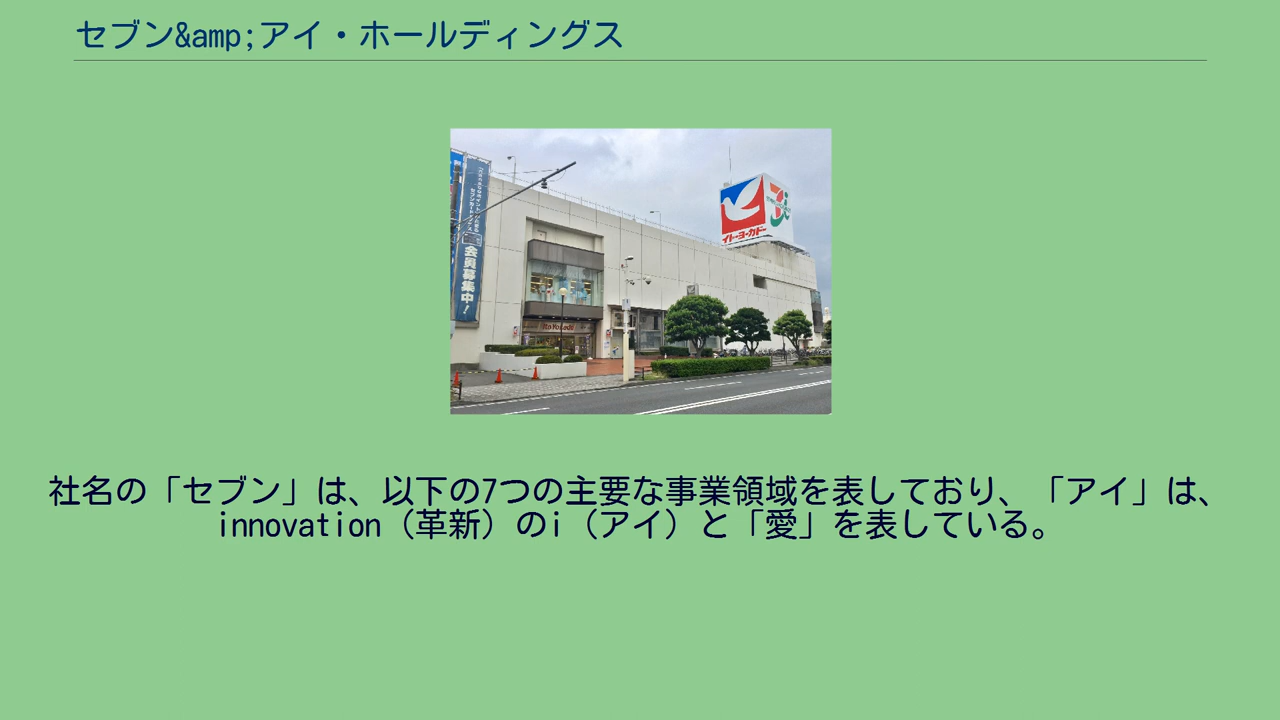 セブン&amp;アイ・ホールディングス
会員募集中!
イトーヨーカドー
Ito Yokado
社名の「セブン」は、以下の7つの主要な事業領域を表しており、「アイ」は、
innovation（革新）のi（アイ）と「愛」を表している。